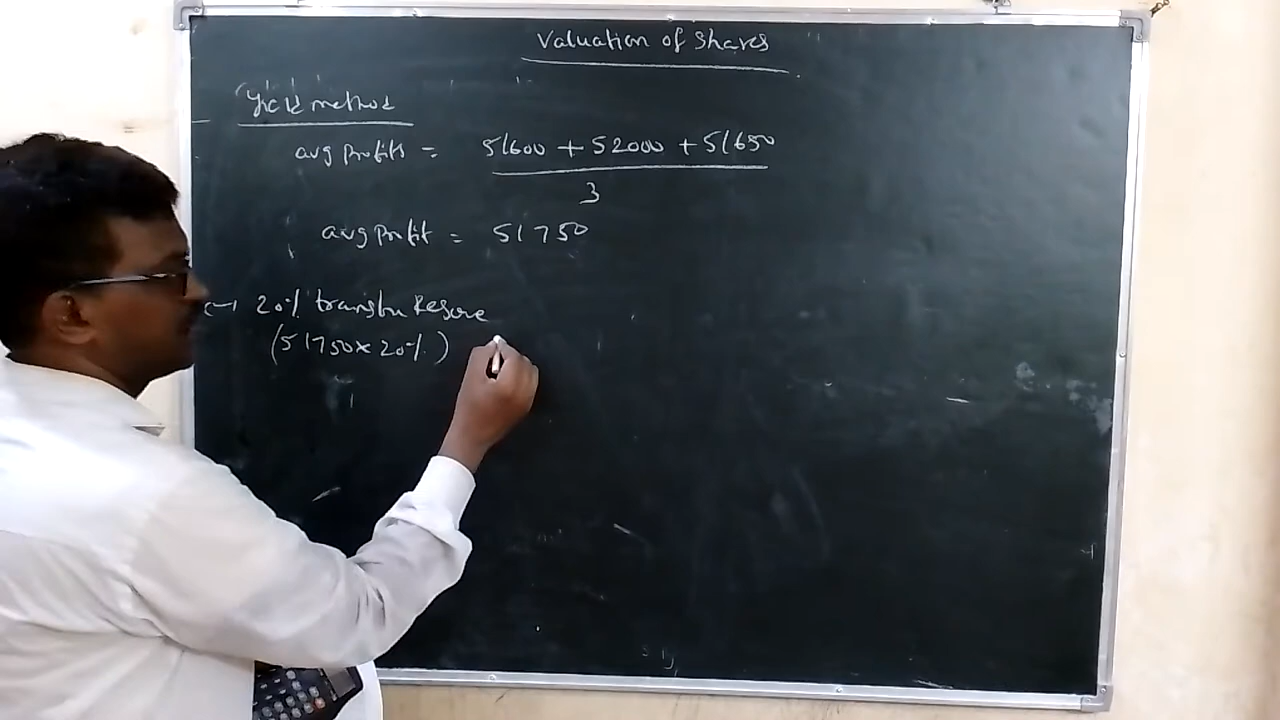 Valuation of Shares
Yield method
avg Profits = 51600 + 52000 + 51650
3
avg Profit = 51750
(-) 20% transfer Reserve
(51750 x 20%)